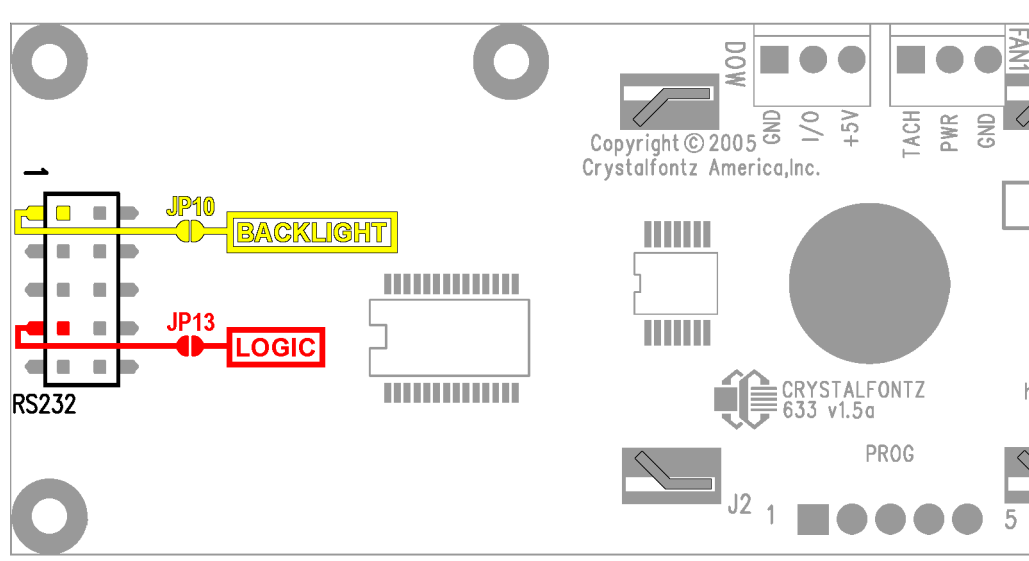 DOW
FAN1
GND
I/O
+5V
TACH
PWR
GND
Copyright © 2005
Crystalfontz America,Inc.
1
JP10
BACKLIGHT
JP13
LOGIC
RS232
CRYSTALFONTZ
633 v1.5a
PROG
J2
1
5